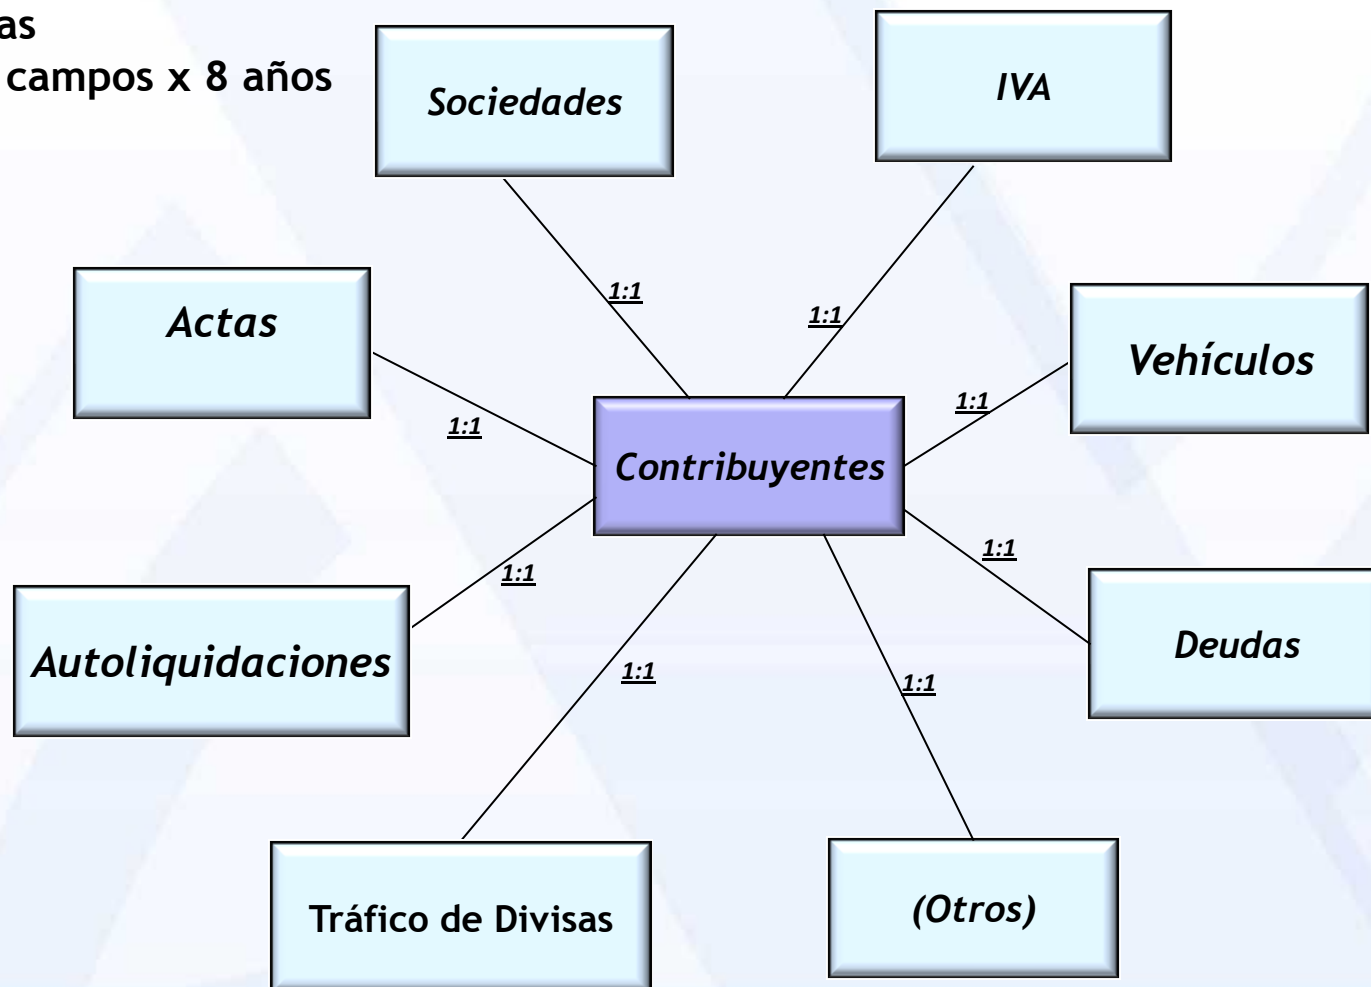 as
campos x 8 años
Sociedades
IVA
Actas
1:1
1:1
Vehículos
1:1
1:1
Contribuyentes
1:1
1:1
Autoliquidaciones
Deudas
1:1
1:1
Tráfico de Divisas
(Otros)